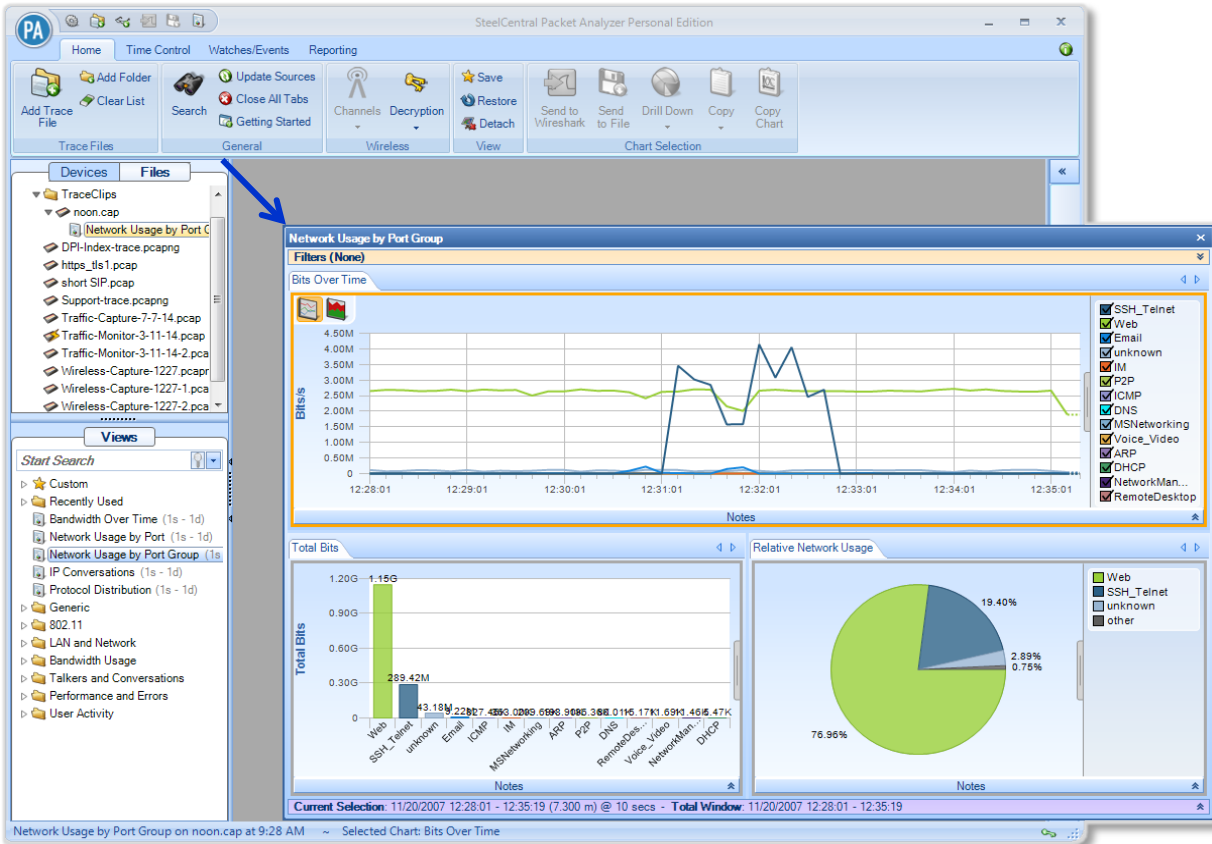 PA
SteelCentral Packet Analyzer Personal Edition
Home Time Control Watches/Events Reporting
Add Trace File
Add Folder
Clear List
Trace Files
Search
Update Sources
Close All Tabs
Getting Started
General
Channels
Decryption
Wireless
Save
Restore
Detach
View
Send to Wireshark
Send to File
Drill Down
Copy
Copy Chart
Chart Selection
Devices Files
TraceClips
noon.cap
Network Usage by Port G
DPI-Index-trace.pcapng
https_tls1.pcap
short SIP.pcap
Support-trace.pcapng
Traffic-Capture-7-7-14.pcap
Traffic-Monitor-3-11-14.pcap
Traffic-Monitor-3-11-14-2.pca
Wireless-Capture-1227.pcapr
Wireless-Capture-1227-1.pca
Wireless-Capture-1227-2.pca
Views
Start Search
Custom
Recently Used
Bandwidth Over Time (1s - 1d)
Network Usage by Port (1s - 1d)
Network Usage by Port Group (1s
IP Conversations (1s - 1d)
Protocol Distribution (1s - 1d)
Generic
802.11
LAN and Network
Bandwidth Usage
Talkers and Conversations
Performance and Errors
User Activity
Network Usage by Port Group
Filters (None)
Bits Over Time
Bits/s
4.50M
4.00M
3.50M
3.00M
2.50M
2.00M
1.50M
1.00M
0.50M
0
12:28:01 12:29:01 12:30:01 12:31:01 12:32:01 12:33:01 12:34:01 12:35:01
SSH_Telnet
Web
Email
unknown
IM
P2P
ICMP
DNS
MSNetworking
Voice_Video
ARP
DHCP
NetworkMan...
RemoteDesktop
Notes
Total Bits
Total Bits
1.20G
0.90G
0.60G
0.30G
0
1.15G
289.42M
43.18M
Web SSH_Telnet unknown Email ICMP IM MSNetworking ARP P2P DNS RemoteDes... Voice_Video NetworkMan... DHCP
Notes
Relative Network Usage
19.40%
2.89%
0.75%
76.96%
Web
SSH_Telnet
unknown
other
Notes
Current Selection: 11/20/2007 12:28:01 - 12:35:19 (7.300 m) @ 10 secs - Total Window: 11/20/2007 12:28:01 - 12:35:19
Network Usage by Port Group on noon.cap at 9:28 AM ~ Selected Chart: Bits Over Time